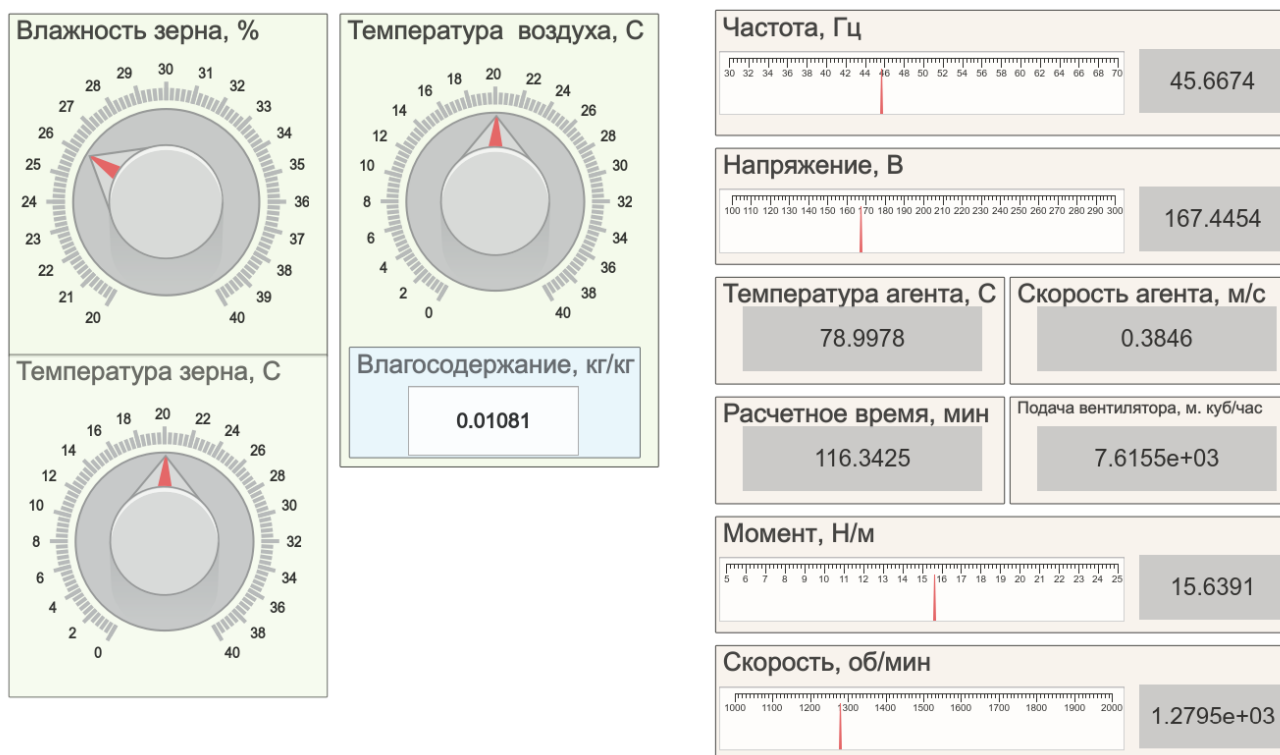 Влажность зерна, %
20 21 22 23 24 25 26 27 28 29 30 31 32 33 34 35 36 37 38 39 40
Температура зерна, С
0 2 4 6 8 10 12 14 16 18 20 22 24 26 28 30 32 34 36 38 40
Температура воздуха, С
0 2 4 6 8 10 12 14 16 18 20 22 24 26 28 30 32 34 36 38 40
Влагосодержание, кг/кг
0.01081
Частота, Гц
30 32 34 36 38 40 42 44 46 48 50 52 54 56 58 60 62 64 66 68 70
45.6674
Напряжение, В
100 110 120 130 140 150 160 170 180 190 200 210 220 230 240 250 260 270 280 290 300
167.4454
Температура агента, С
78.9978
Скорость агента, м/с
0.3846
Расчетное время, мин
116.3425
Подача вентилятора, м. куб/час
7.6155e+03
Момент, Н/м
5 6 7 8 9 10 11 12 13 14 15 16 17 18 19 20 21 22 23 24 25
15.6391
Скорость, об/мин
1000 1100 1200 1300 1400 1500 1600 1700 1800 1900 2000
1.2795e+03